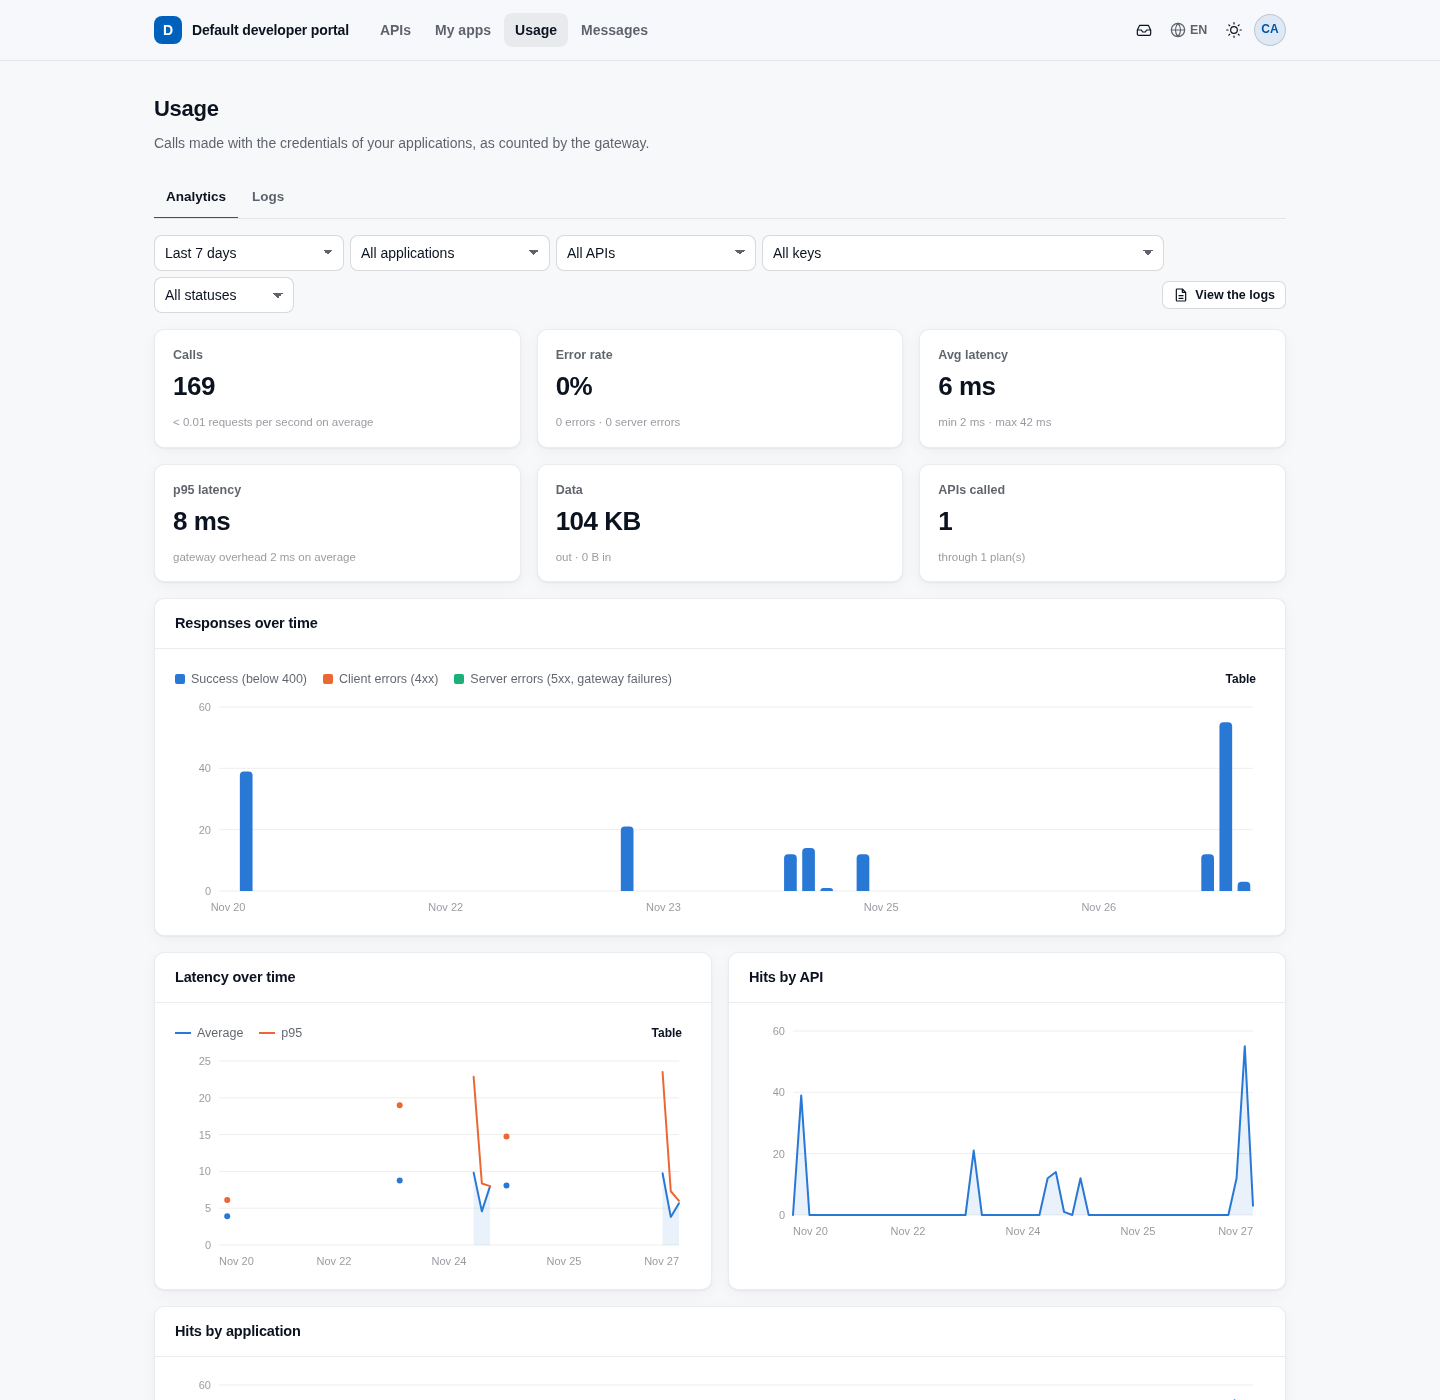 D Default developer portal APIs My apps Usage Messages EN CA
Usage
Calls made with the credentials of your applications, as counted by the gateway.
Analytics Logs
Last 7 days All applications All APIs All keys
All statuses View the logs
Calls Error rate Avg latency
169 0% 6 ms
< 0.01 requests per second on average 0 errors · 0 server errors min 2 ms · max 42 ms
p95 latency Data APIs called
8 ms 104 KB 1
gateway overhead 2 ms on average out · 0 B in through 1 plan(s)
Responses over time
Success (below 400) Client errors (4xx) Server errors (5xx, gateway failures) Table
60
40
20
0
Nov 20 Nov 22 Nov 23 Nov 25 Nov 26
Latency over time
Average p95 Table
25
20
15
10
5
0
Nov 20 Nov 22 Nov 24 Nov 25 Nov 27
Hits by API
60
40
20
0
Nov 20 Nov 22 Nov 24 Nov 25 Nov 27
Hits by application
60